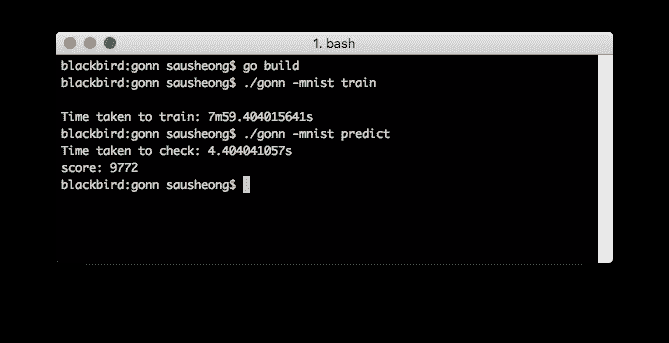 1. bash
blackbird:gonn sausheong$ go build
blackbird:gonn sausheong$ ./gonn -mnist train
Time taken to train: 7m59.404015641s
blackbird:gonn sausheong$ ./gonn -mnist predict
Time taken to check: 4.404041057s
score: 9772
blackbird:gonn sausheong$